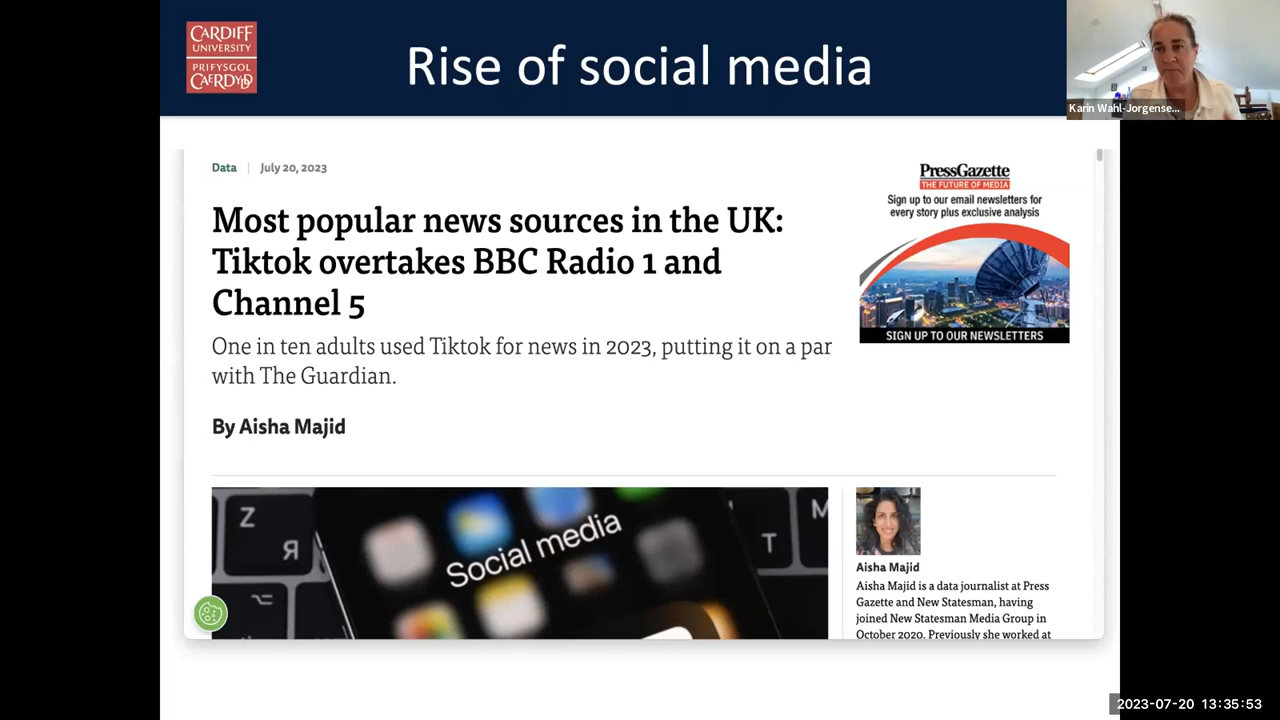 CARDIFF
UNIVERSITY
PRIFYSGOL
CAERDYDD
Rise of social media
Karin Wahl-Jorgense...
Data | July 20, 2023
Most popular news sources in the UK:
Tiktok overtakes BBC Radio 1 and
Channel 5
One in ten adults used Tiktok for news in 2023, putting it on a par
with The Guardian.
By Aisha Majid
PressGazette
THE FUTURE OF MEDIA
Sign up to our email newsletters for
every story plus exclusive analysis
SIGN UP TO OUR NEWSLETTERS
Z
Я
Social media
M
T
Aisha Majid
Aisha Majid is a data journalist at Press
Gazette and New Statesman, having
joined New Statesman Media Group in
October 2020. Previously she worked at
2023-07-20 13:35:53